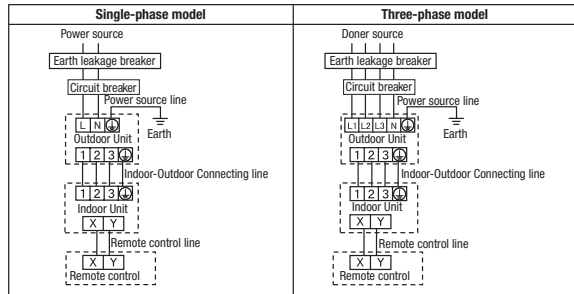 Single-phase model
Power source
Earth leakage breaker
Circuit breaker
Power source line
L N
Earth
Outdoor Unit
1 2 3
Indoor-Outdoor Connecting line
1 2 3
Indoor Unit
X Y
Remote control line
X Y
Remote control
Three-phase model
Doner source
Earth leakage breaker
Circuit breaker
Power source line
L1 L2 L3 N
Earth
Outdoor Unit
1 2 3
Indoor-Outdoor Connecting line
1 2 3
Indoor Unit
X Y
Remote control line
X Y
Remote control